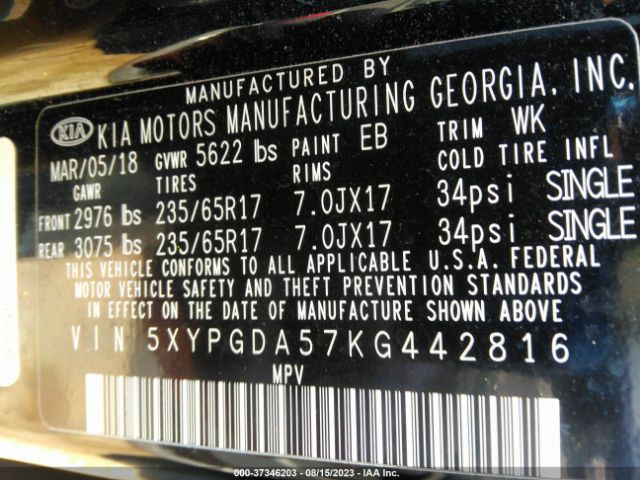 MANUFACTURED BY
KIA KIA MOTORS MANUFACTURING GEORGIA, INC.
MAR/05/18 GVWR 5622 lbs PAINT EB TRIM WK
GAWR TIRES RIMS COLD TIRE INFL
FRONT 2976 lbs 235/65R17 7.0JX17 34psi SINGLE
REAR 3075 lbs 235/65R17 7.0JX17 34psi SINGLE
THIS VEHICLE CONFORMS TO ALL APPLICABLE U.S.A. FEDERAL
MOTOR VEHICLE SAFETY AND THEFT PREVENTION STANDARDS
IN EFFECT ON THE DATE OF MANUFACTURE SHOWN ABOVE
VIN 5XYPGDA57KG442816
MPV
000-37346203 - 08/15/2023 - IAA Inc.